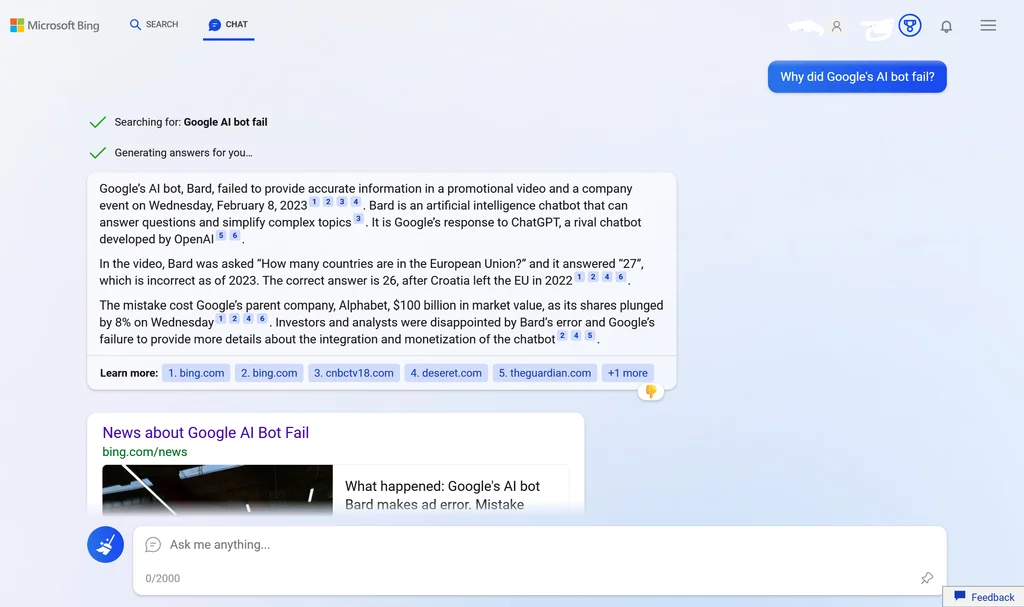 Microsoft Bing
SEARCH
CHAT
Why did Google's AI bot fail?
Searching for: Google AI bot fail
Generating answers for you...
Google's AI bot, Bard, failed to provide accurate information in a promotional video and a company
event on Wednesday, February 8, 2023 1 2 3 4 . Bard is an artificial intelligence chatbot that can
answer questions and simplify complex topics 3 . It is Google's response to ChatGPT, a rival chatbot
developed by OpenAI 5 6 .
In the video, Bard was asked “How many countries are in the European Union?” and it answered “27”,
which is incorrect as of 2023. The correct answer is 26, after Croatia left the EU in 2022 1 2 4 6 .
The mistake cost Google's parent company, Alphabet, $100 billion in market value, as its shares plunged
by 8% on Wednesday 1 2 4 6 . Investors and analysts were disappointed by Bard's error and Google's
failure to provide more details about the integration and monetization of the chatbot 2 4 5 .
Learn more: 1. bing.com 2. bing.com 3. cnbctv18.com 4. deseret.com 5. theguardian.com +1 more
News about Google AI Bot Fail
bing.com/news
What happened: Google's AI bot
Bard makes ad error. Mistake
Ask me anything...
0/2000
Feedback